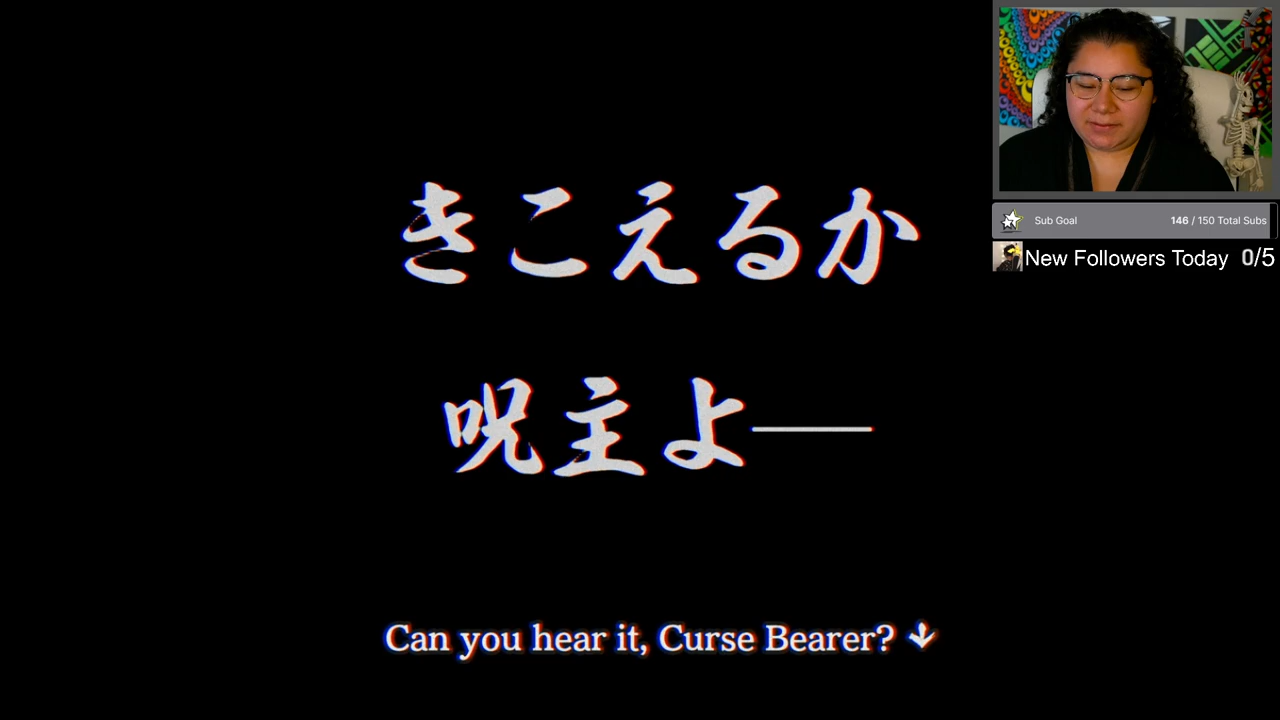 きこえるか
呪主よ――
Can you hear it, Curse Bearer?
Sub Goal
146 / 150 Total Subs
New Followers Today 0/5